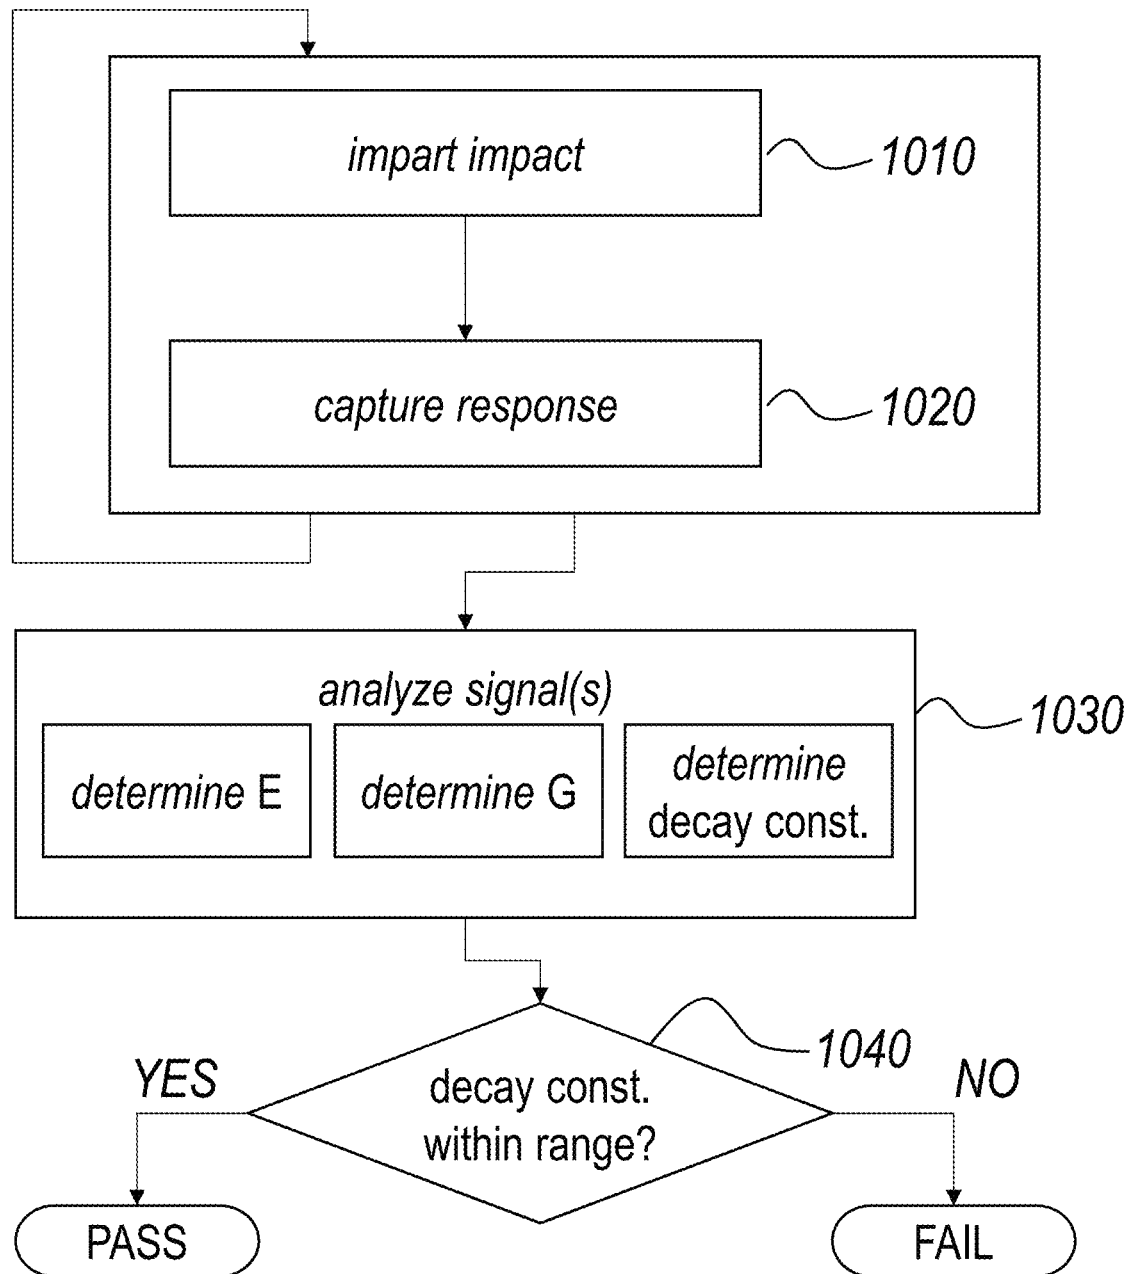 impart impact
1010
capture response
1020
analyze signal(s)
1030
determine E
determine G
determine
decay const.
1040
YES
NO
decay const.
within range?
PASS
FAIL